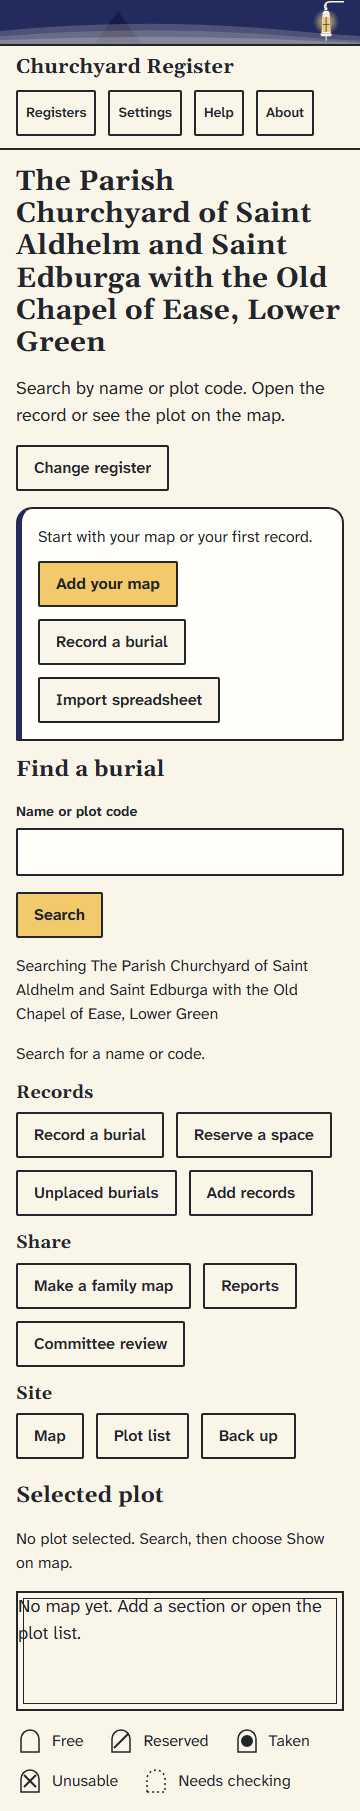 Churchyard Register
Registers Settings Help About
The Parish
Churchyard of Saint
Aldhelm and Saint
Edburga with the Old
Chapel of Ease, Lower
Green
Search by name or plot code. Open the
record or see the plot on the map.
Change register
Start with your map or your first record.
Add your map
Record a burial
Import spreadsheet
Find a burial
Name or plot code
Search
Searching The Parish Churchyard of Saint
Aldhelm and Saint Edburga with the Old
Chapel of Ease, Lower Green
Search for a name or code.
Records
Record a burial Reserve a space
Unplaced burials Add records
Share
Make a family map Reports
Committee review
Site
Map Plot list Back up
Selected plot
No plot selected. Search, then choose Show
on map.
No map yet. Add a section or open the
plot list.
Free Reserved Taken
Unusable Needs checking